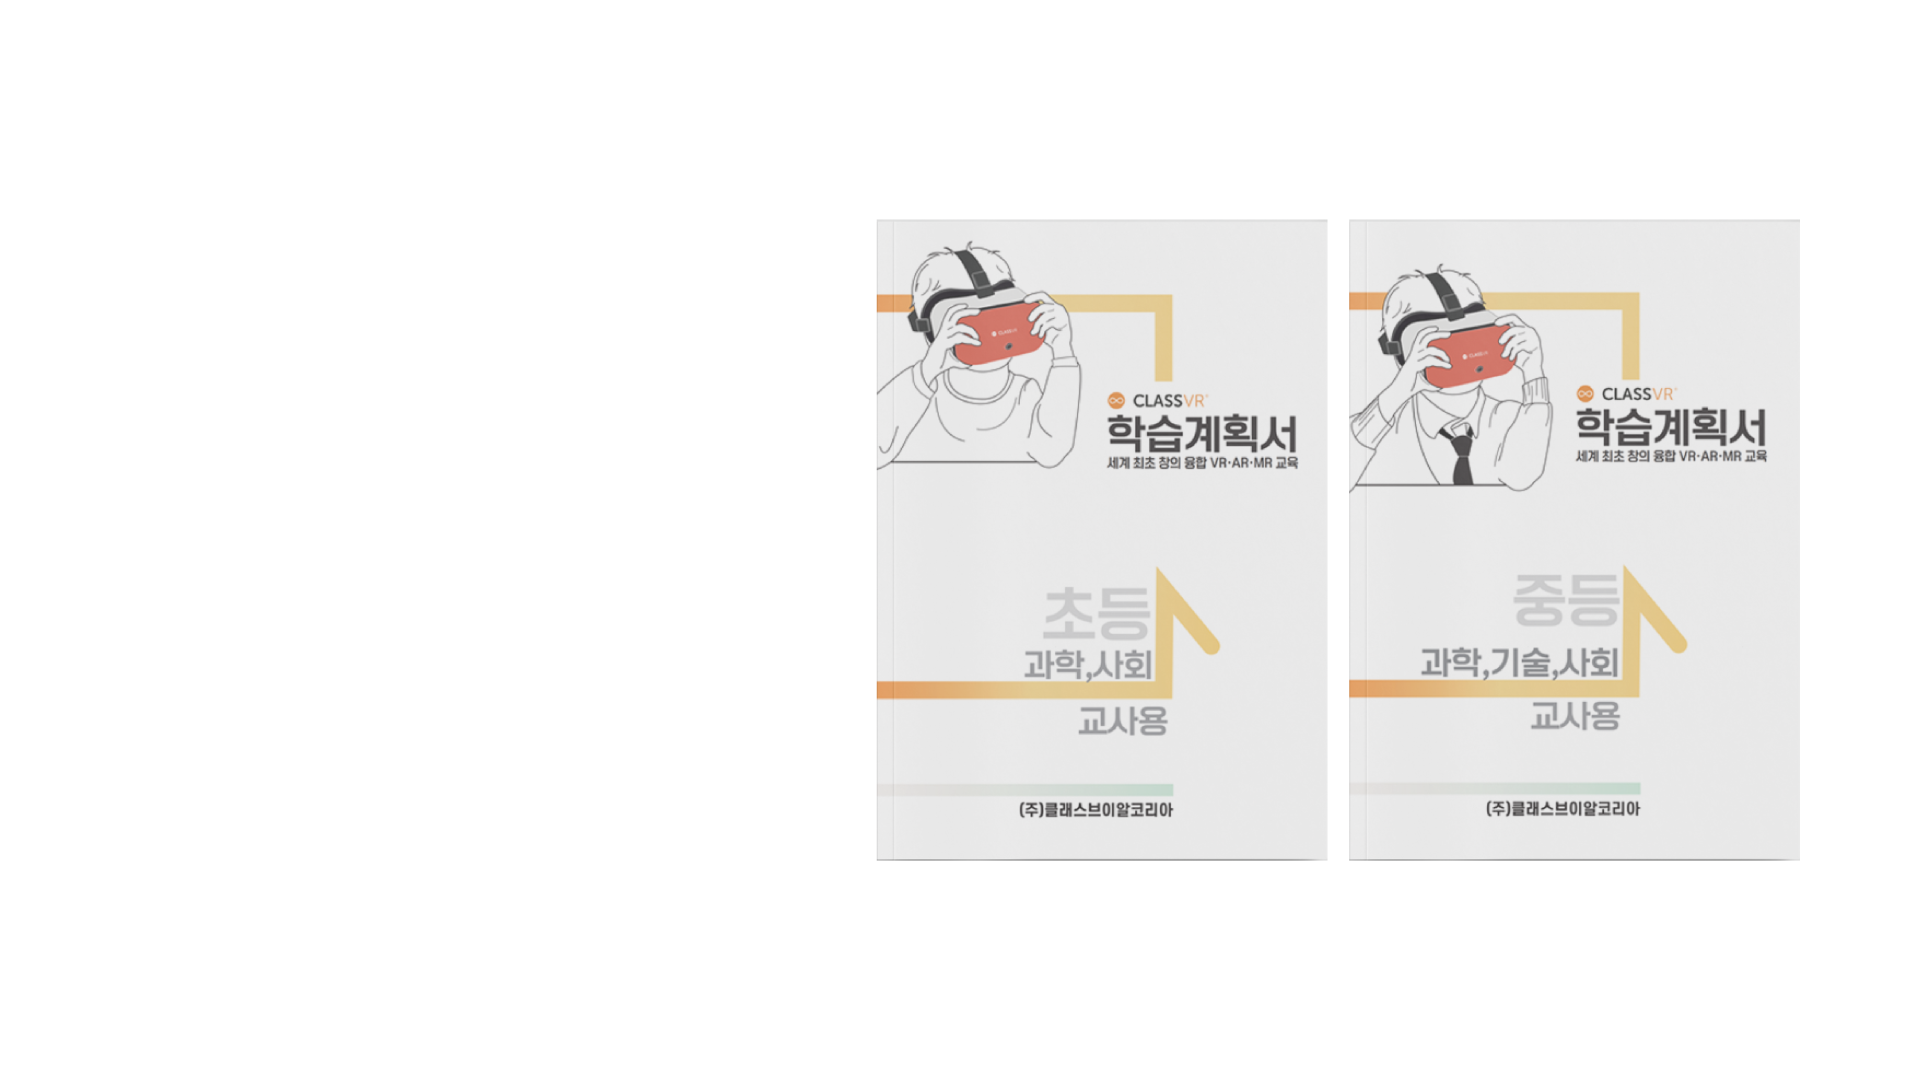 CLASSVR
학습계획서
세계 최초 창의 융합 VR·AR·MR 교육
초등
과학,사회
교사용
(주)클래스브이알코리아
CLASSVR
학습계획서
세계 최초 창의 융합 VR·AR·MR 교육
중등
과학,기술,사회
교사용
(주)클래스브이알코리아